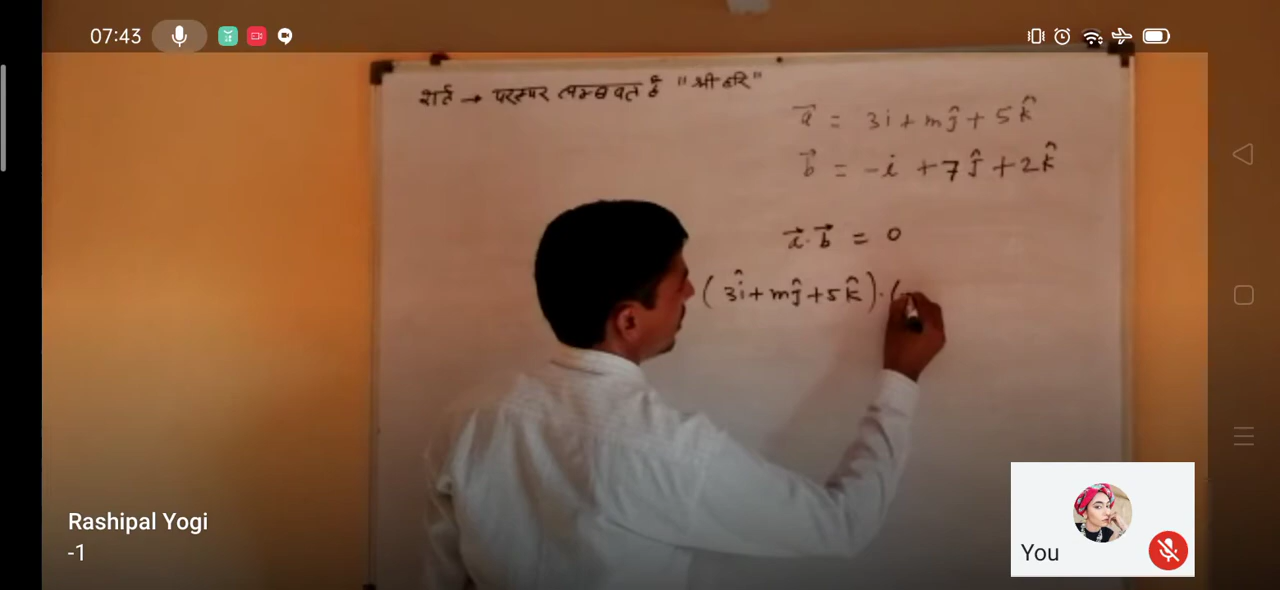 07:43
शर्त → परस्पर लम्बवत है "श्री हरि"
a⃗ = 3i + mĵ + 5k̂
b⃗ = -i + 7ĵ + 2k̂
a⃗.b⃗ = 0
(3î + mĵ + 5k̂).(-
Rashipal Yogi
-1
You